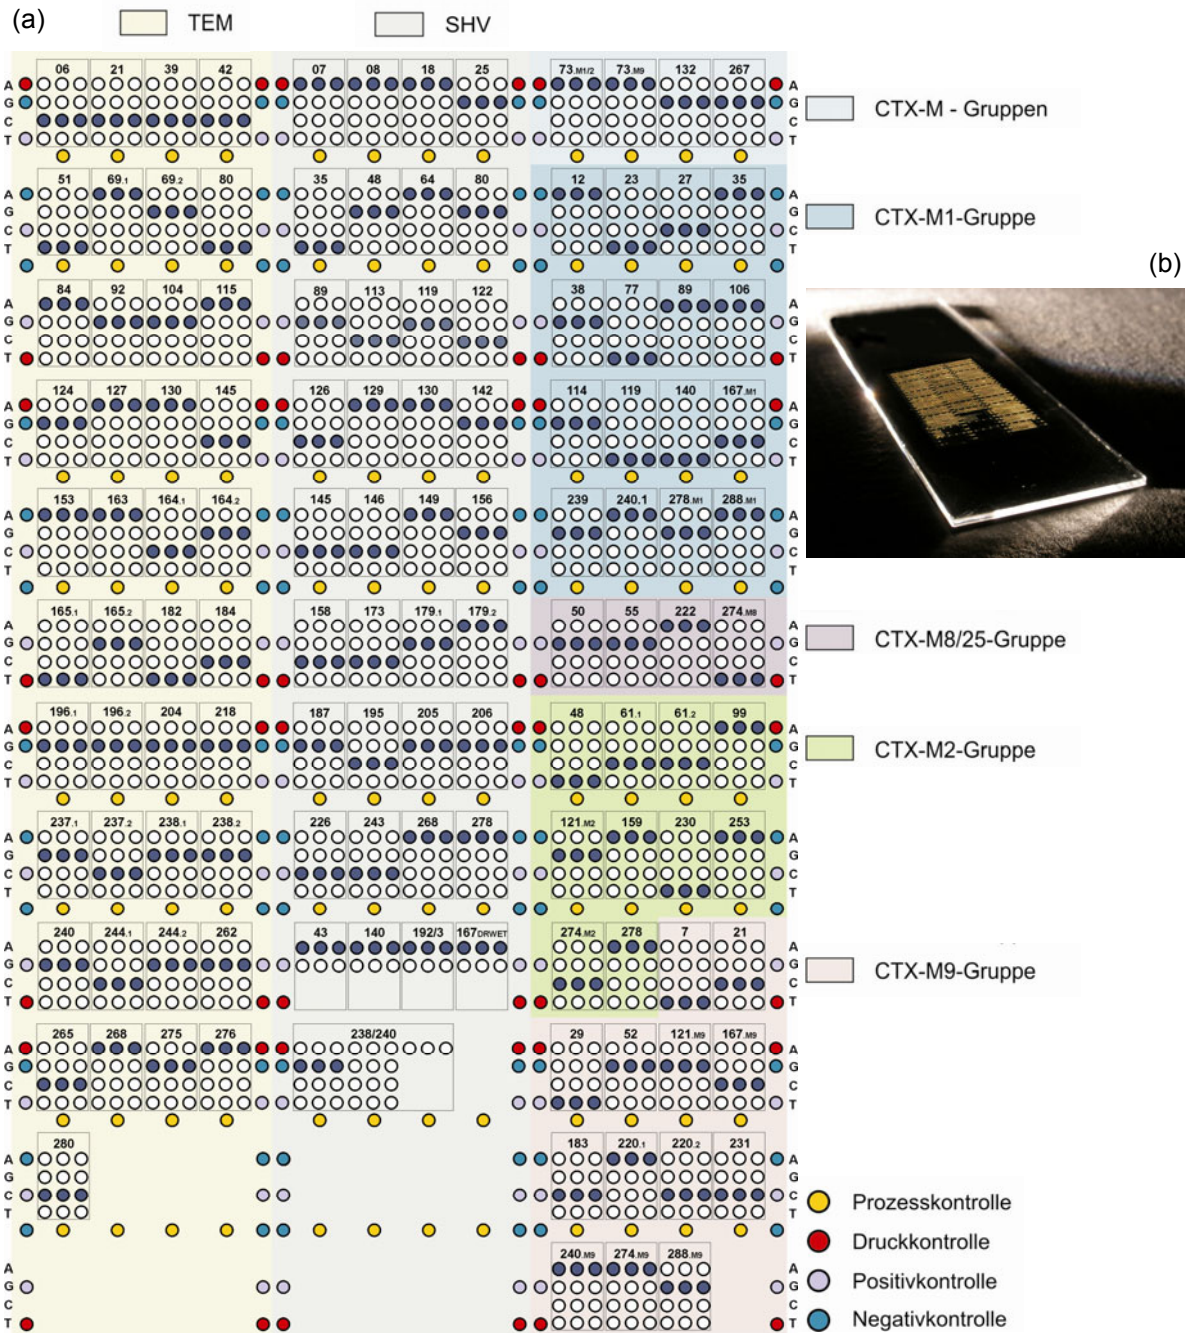 (a)
TEM
SHV
06 21 39 42 07 08 18 25 73.M1/2 73.M9 132 267
A A
G G
C C
T T
CTX-M - Gruppen
51 69.1 69.2 80 35 48 64 80 12 23 27 35
A A
G G
C C
T T
CTX-M1-Gruppe
(b)
84 92 104 115 89 113 119 122 38 77 89 106
A A
G G
C C
T T
124 127 130 145 126 129 130 142 114 119 140 167.M1
A A
G G
C C
T T
153 163 164.1 164.2 145 146 149 156 239 240.1 278.M1 288.M1
A A
G G
C C
T T
165.1 165.2 182 184 158 173 179.1 179.2 50 55 222 274.M8
A A
G G
C C
T T
CTX-M8/25-Gruppe
196.1 196.2 204 218 187 195 205 206 48 61.1 61.2 99
A A
G G
C C
T T
CTX-M2-Gruppe
237.1 237.2 238.1 238.2 226 243 268 278 121.M2 159 230 253
A A
G G
C C
T T
240 244.1 244.2 262 43 140 192/3 167DRWET 274.M2 278 7 21
A A
G G
C C
T T
CTX-M9-Gruppe
265 268 275 276 238/240 29 52 121.M9 167.M9
A A
G G
C C
T T
280 183 220.1 220.2 231
A A
G G
C C
T T
240.M9 274.M9 288.M9
A A
G G
C C
T T
Prozesskontrolle
Druckkontrolle
Positivkontrolle
Negativkontrolle